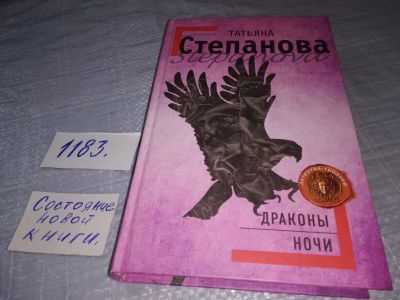 ТАТЬЯНА
Степанова
Stepanova
1183.
Состояние
новой
книги.
ДРАКОНЫ
НОЧИ